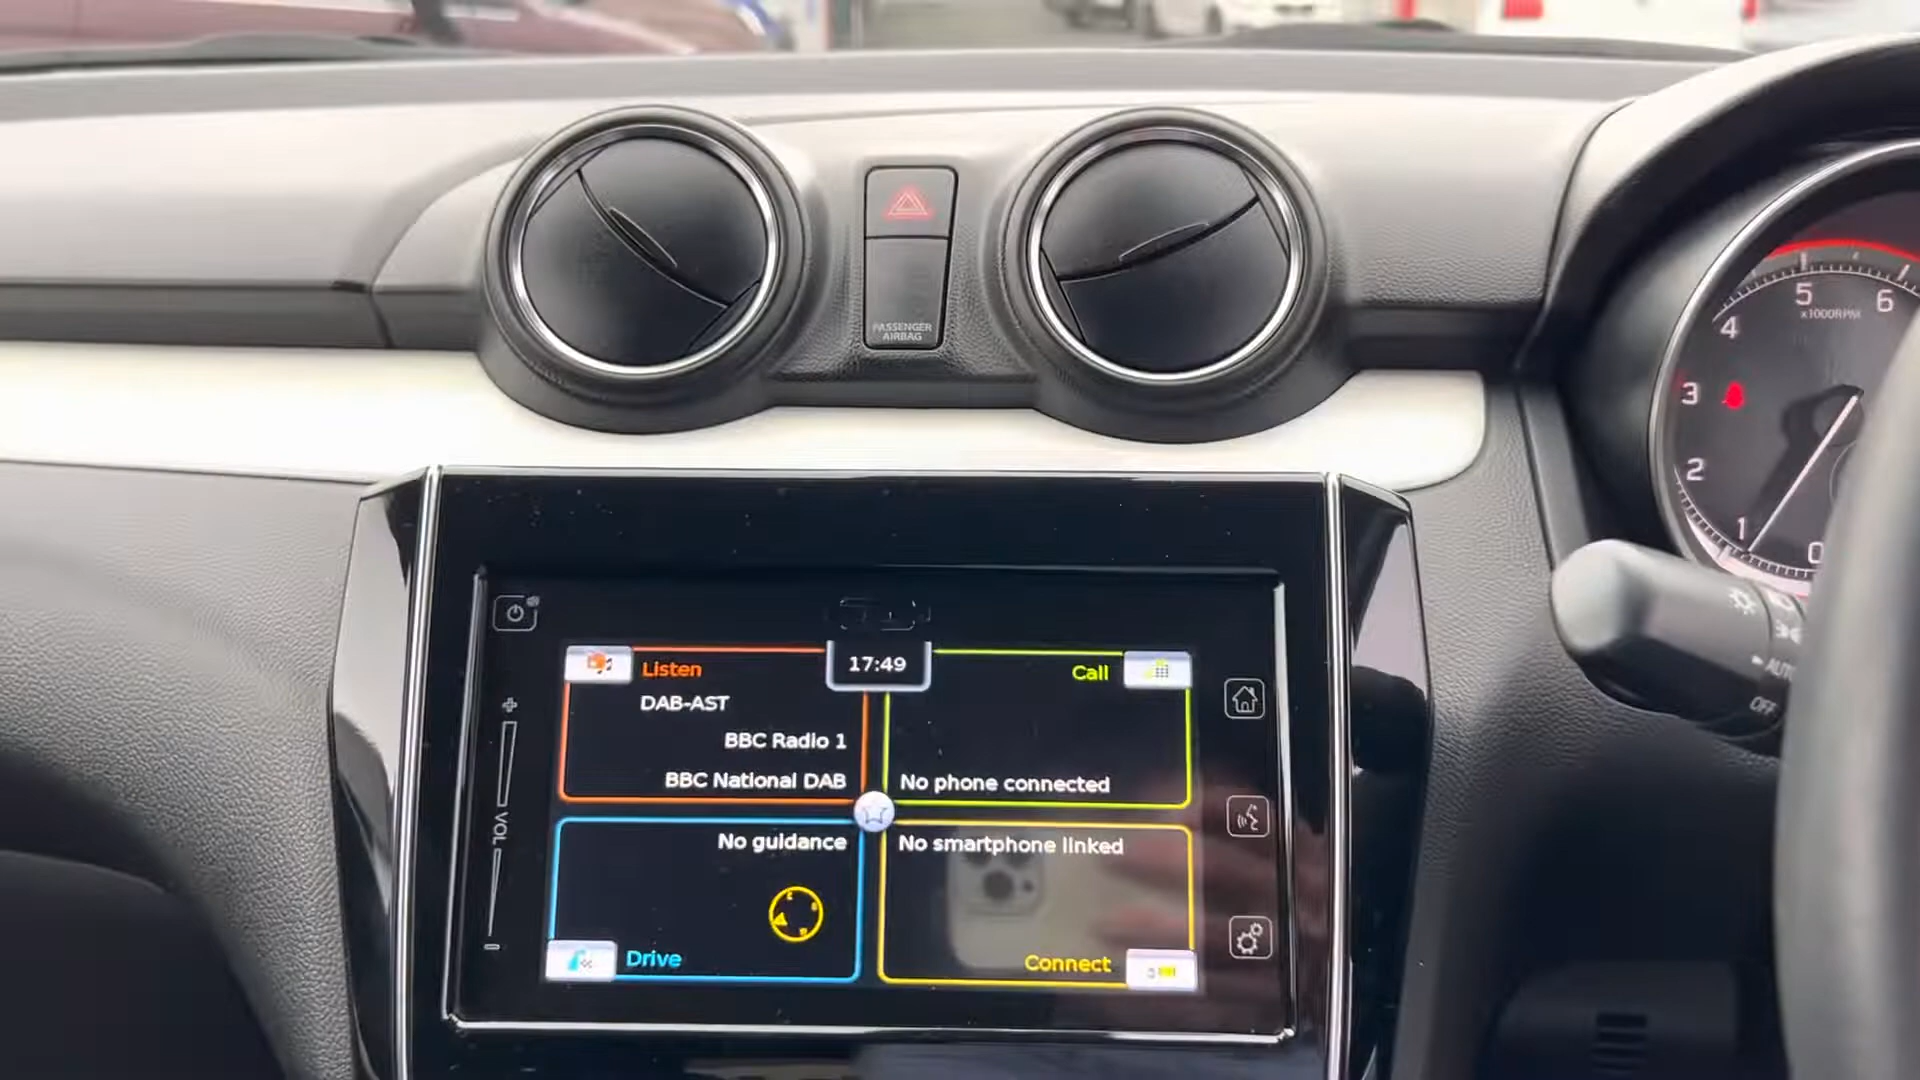 PASSENGER
AIRBAG
5
6
x1000RPM
4
3
2
1
0
17:49
Listen
DAB-AST
BBC Radio 1
BBC National DAB
Call
No phone connected
VOL
No guidance
Drive
No smartphone linked
Connect
AUTO
OFF